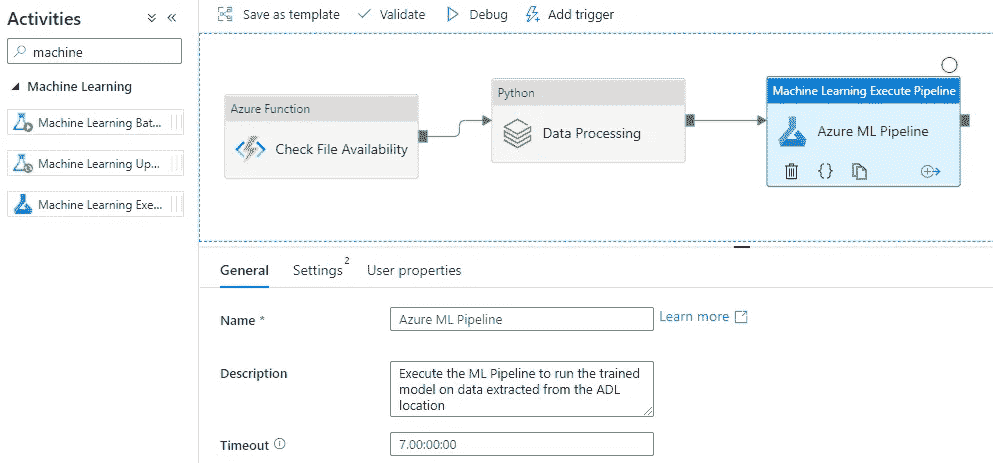 Activities
machine
Machine Learning
Machine Learning Bat...
Machine Learning Up...
Machine Learning Exe...
Save as template
Validate
Debug
Add trigger
Azure Function
Check File Availability
Python
Data Processing
Machine Learning Execute Pipeline
Azure ML Pipeline
{}
General
Settings 2
User properties
Name *
Azure ML Pipeline
Learn more
Description
Execute the ML Pipeline to run the trained
model on data extracted from the ADL
location
Timeout
7.00:00:00